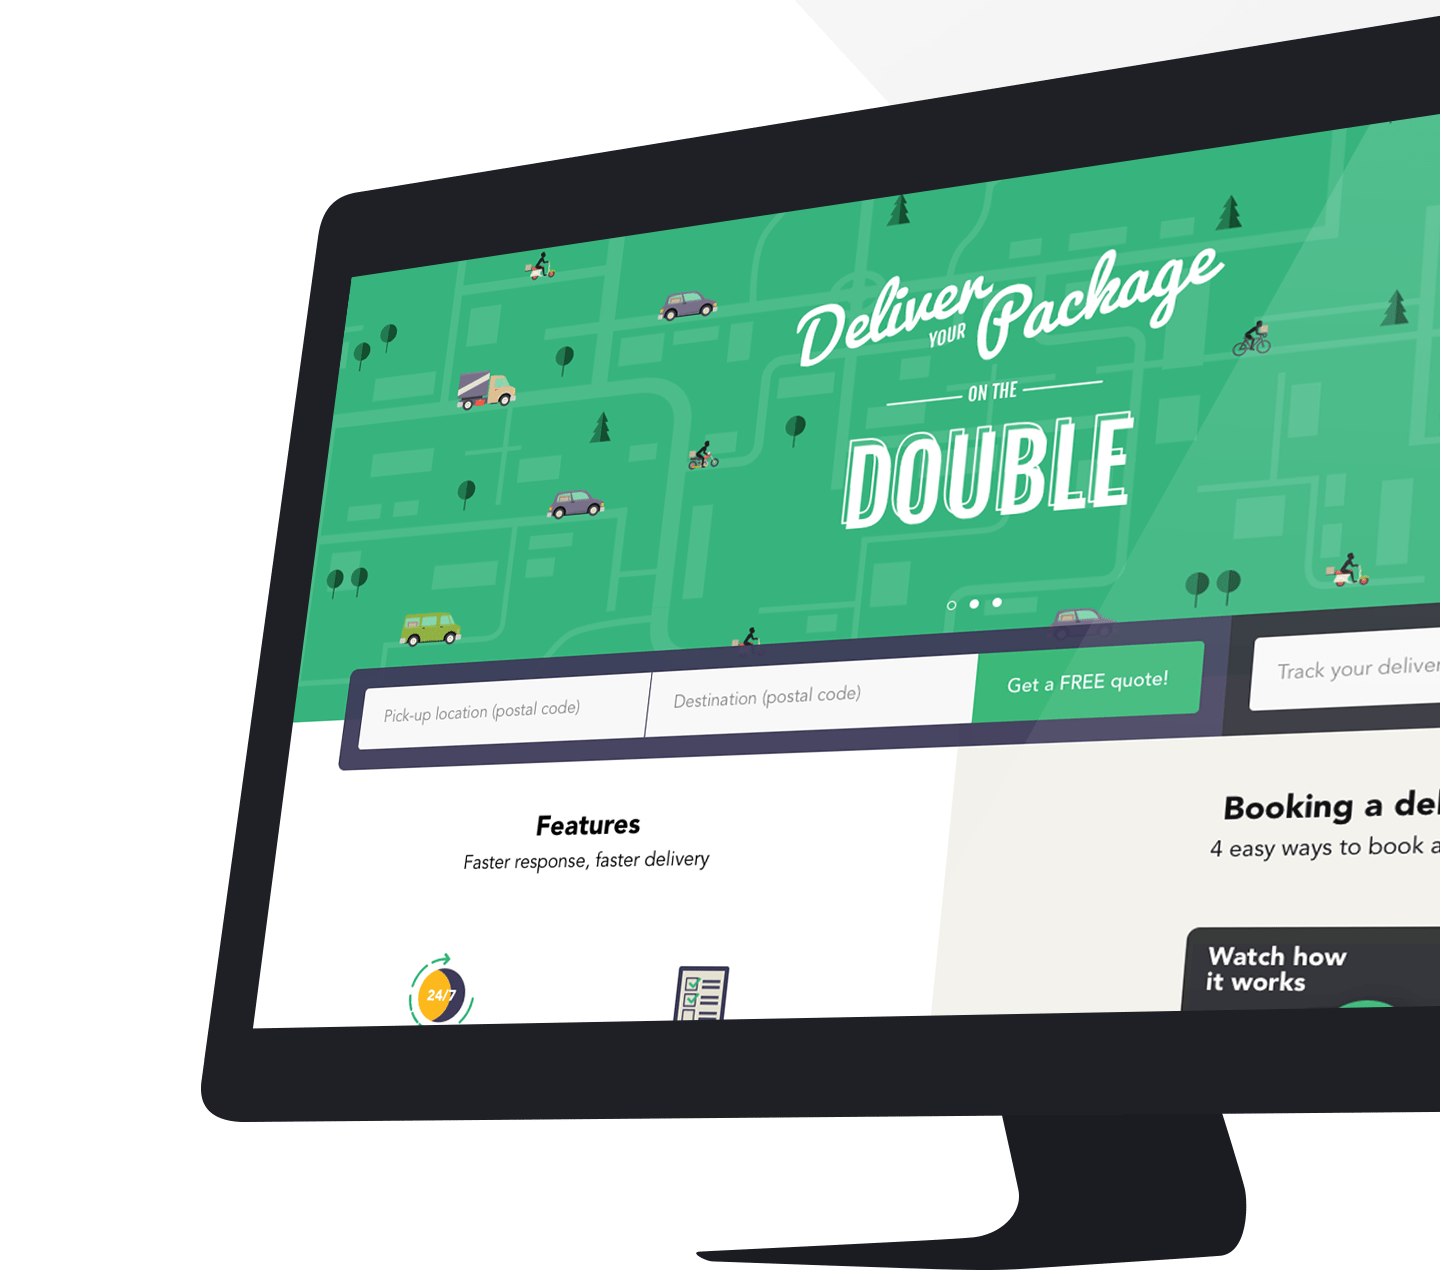 Deliver
YOUR
Package
ON THE
DOUBLE
Pick-up location (postal code)
Destination (postal code)
Get a FREE quote!
Track your deliver
Features
Faster response, faster delivery
24/7
Booking a del
4 easy ways to book a
Watch how
it works